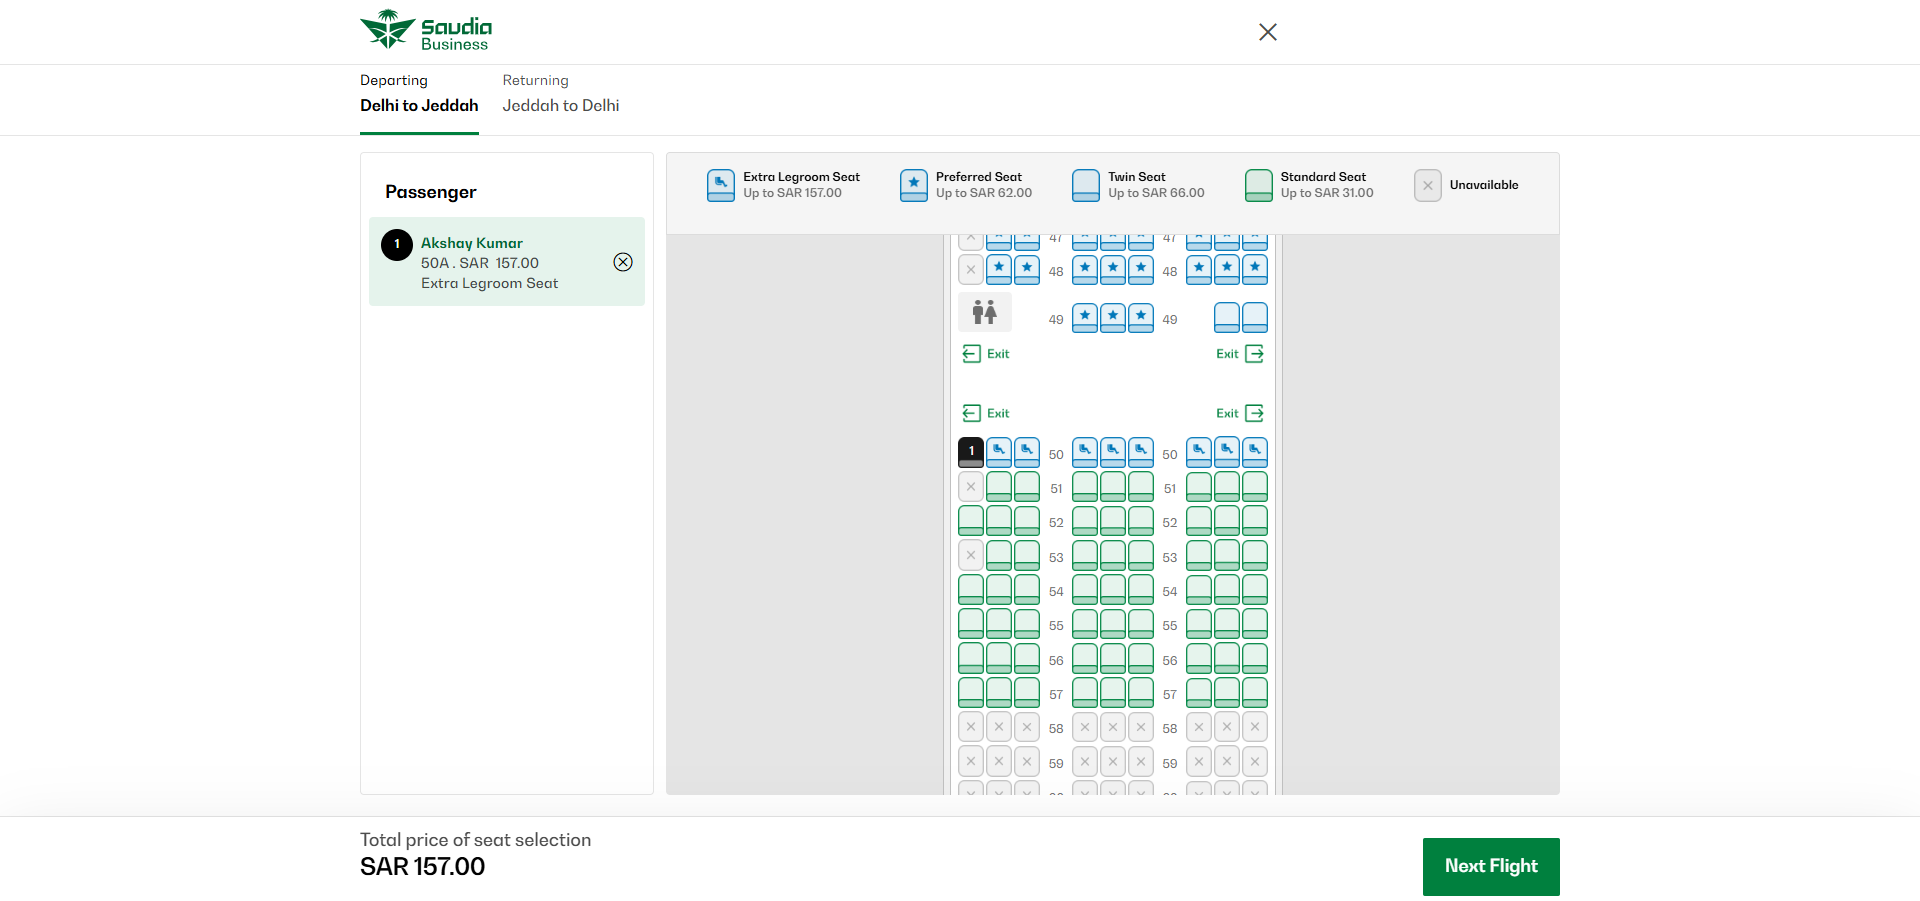 Saudia
Business
Departing
Delhi to Jeddah
Returning
Jeddah to Delhi
Passenger
1
Akshay Kumar
50A . SAR 157.00
Extra Legroom Seat
Extra Legroom Seat
Up to SAR 157.00
Preferred Seat
Up to SAR 62.00
Twin Seat
Up to SAR 66.00
Standard Seat
Up to SAR 31.00
Unavailable
47 47
48 48
49 49
Exit Exit
Exit Exit
1 50 50
51 51
52 52
53 53
54 54
55 55
56 56
57 57
58 58
59 59
Total price of seat selection
SAR 157.00
Next Flight